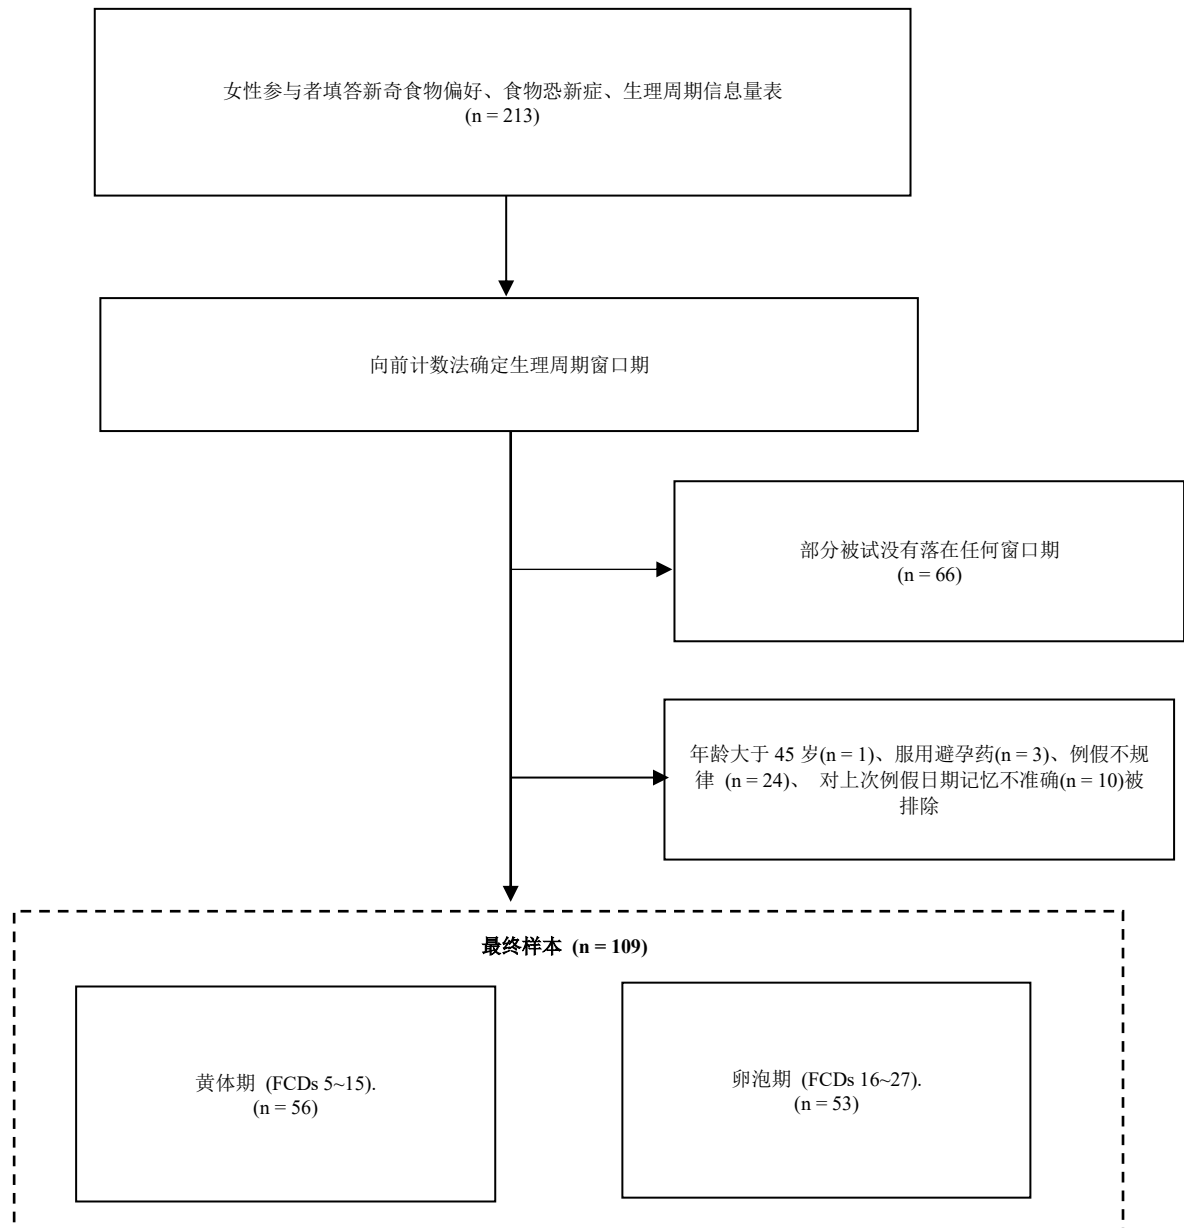 女性参与者填答新奇食物偏好、食物恐新症、生理周期信息量表
(n = 213)
向前计数法确定生理周期窗口期
部分被试没有落在任何窗口期
(n = 66)
年龄大于 45 岁(n = 1)、服用避孕药(n = 3)、例假不规
律 (n = 24)、 对上次例假日期记忆不准确(n = 10)被
排除
最终样本 (n = 109)
黄体期 (FCDs 5~15).
(n = 56)
卵泡期 (FCDs 16~27).
(n = 53)